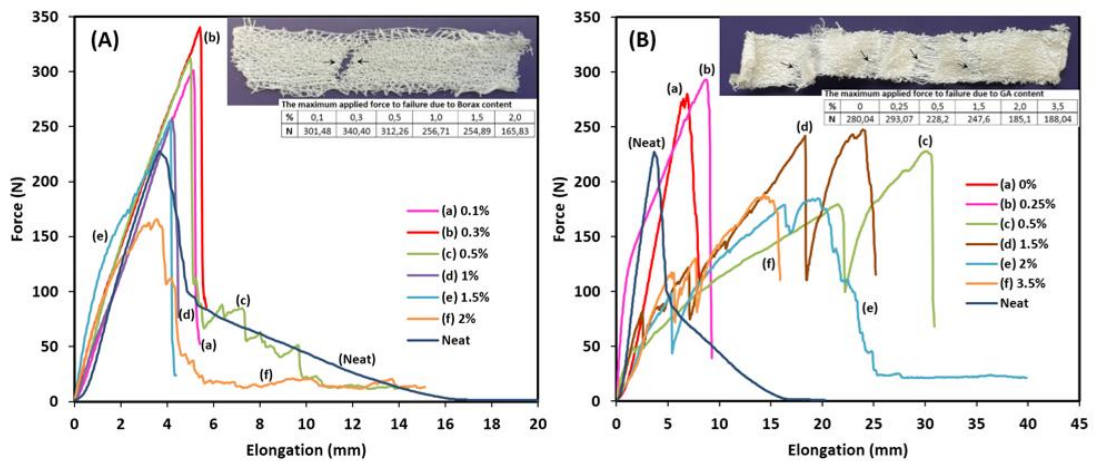 (A)
The maximum applied force to failure due to Borax content
% 0,1 0,3 0,5 1,0 1,5 2,0
N 301,48 340,40 312,26 256,71 254,89 165,83
350
300
250
200
150
100
50
0
Force (N)
0 2 4 6 8 10 12 14 16 18 20
Elongation (mm)
(b)
(e)
(d)
(a)
(c)
(f)
(Neat)
(a) 0.1%
(b) 0.3%
(c) 0.5%
(d) 1%
(e) 1.5%
(f) 2%
Neat
(B)
The maximum applied force to failure due to GA content
% 0 0,25 0,5 1,5 2,0 3,5
N 280,04 293,07 228,2 247,6 185,1 188,04
350
300
250
200
150
100
50
0
Force (N)
0 5 10 15 20 25 30 35 40 45
Elongation (mm)
(Neat)
(a)
(b)
(d)
(c)
(f)
(e)
(a) 0%
(b) 0.25%
(c) 0.5%
(d) 1.5%
(e) 2%
(f) 3.5%
Neat